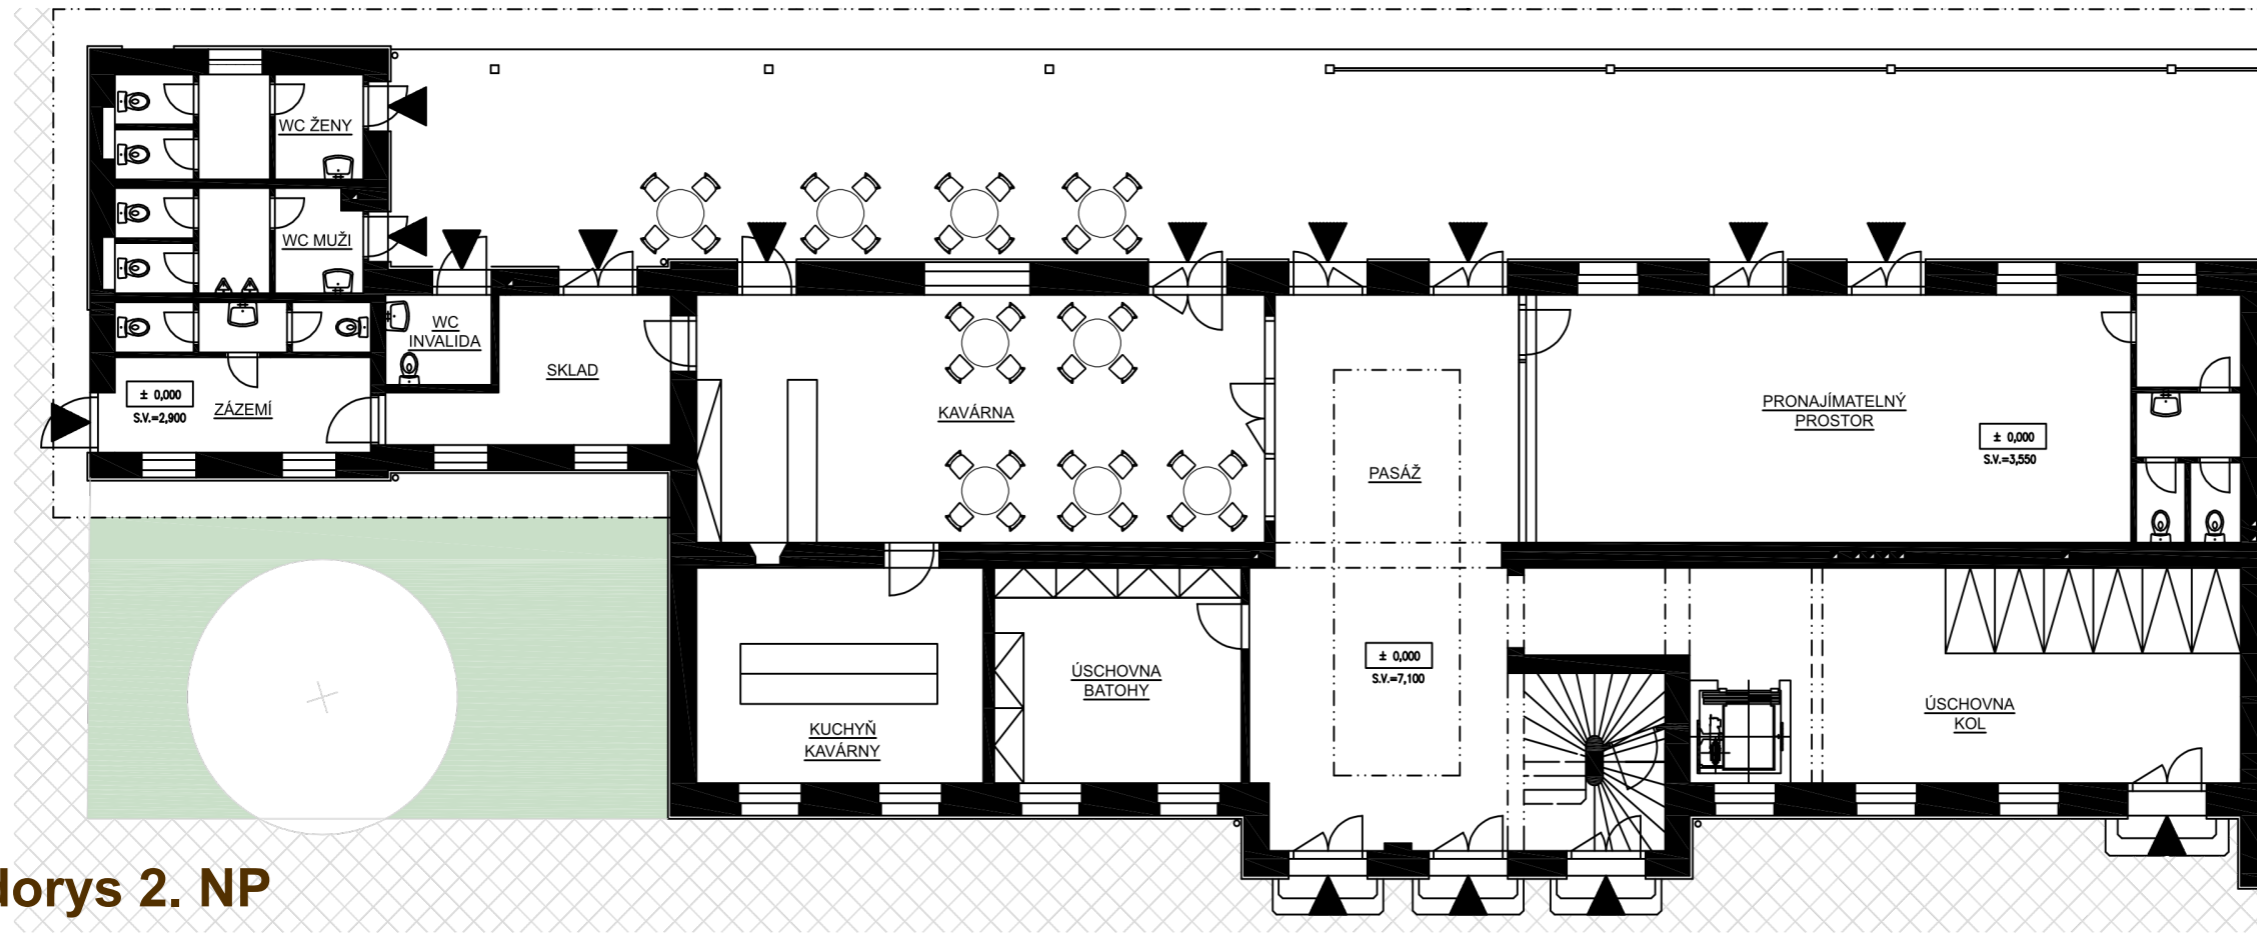 WC ŽENY
WC MUŽI
WC
INVALIDA
SKLAD
± 0,000
S.V.=2,900
ZÁZEMÍ
KAVÁRNA
PASÁŽ
PRONAJÍMATELNÝ
PROSTOR
± 0,000
S.V.=3,550
± 0,000
S.V.=7,100
ÚSCHOVNA
BATOHY
KUCHYŇ
KAVÁRNY
ÚSCHOVNA
KOL
dorys 2. NP